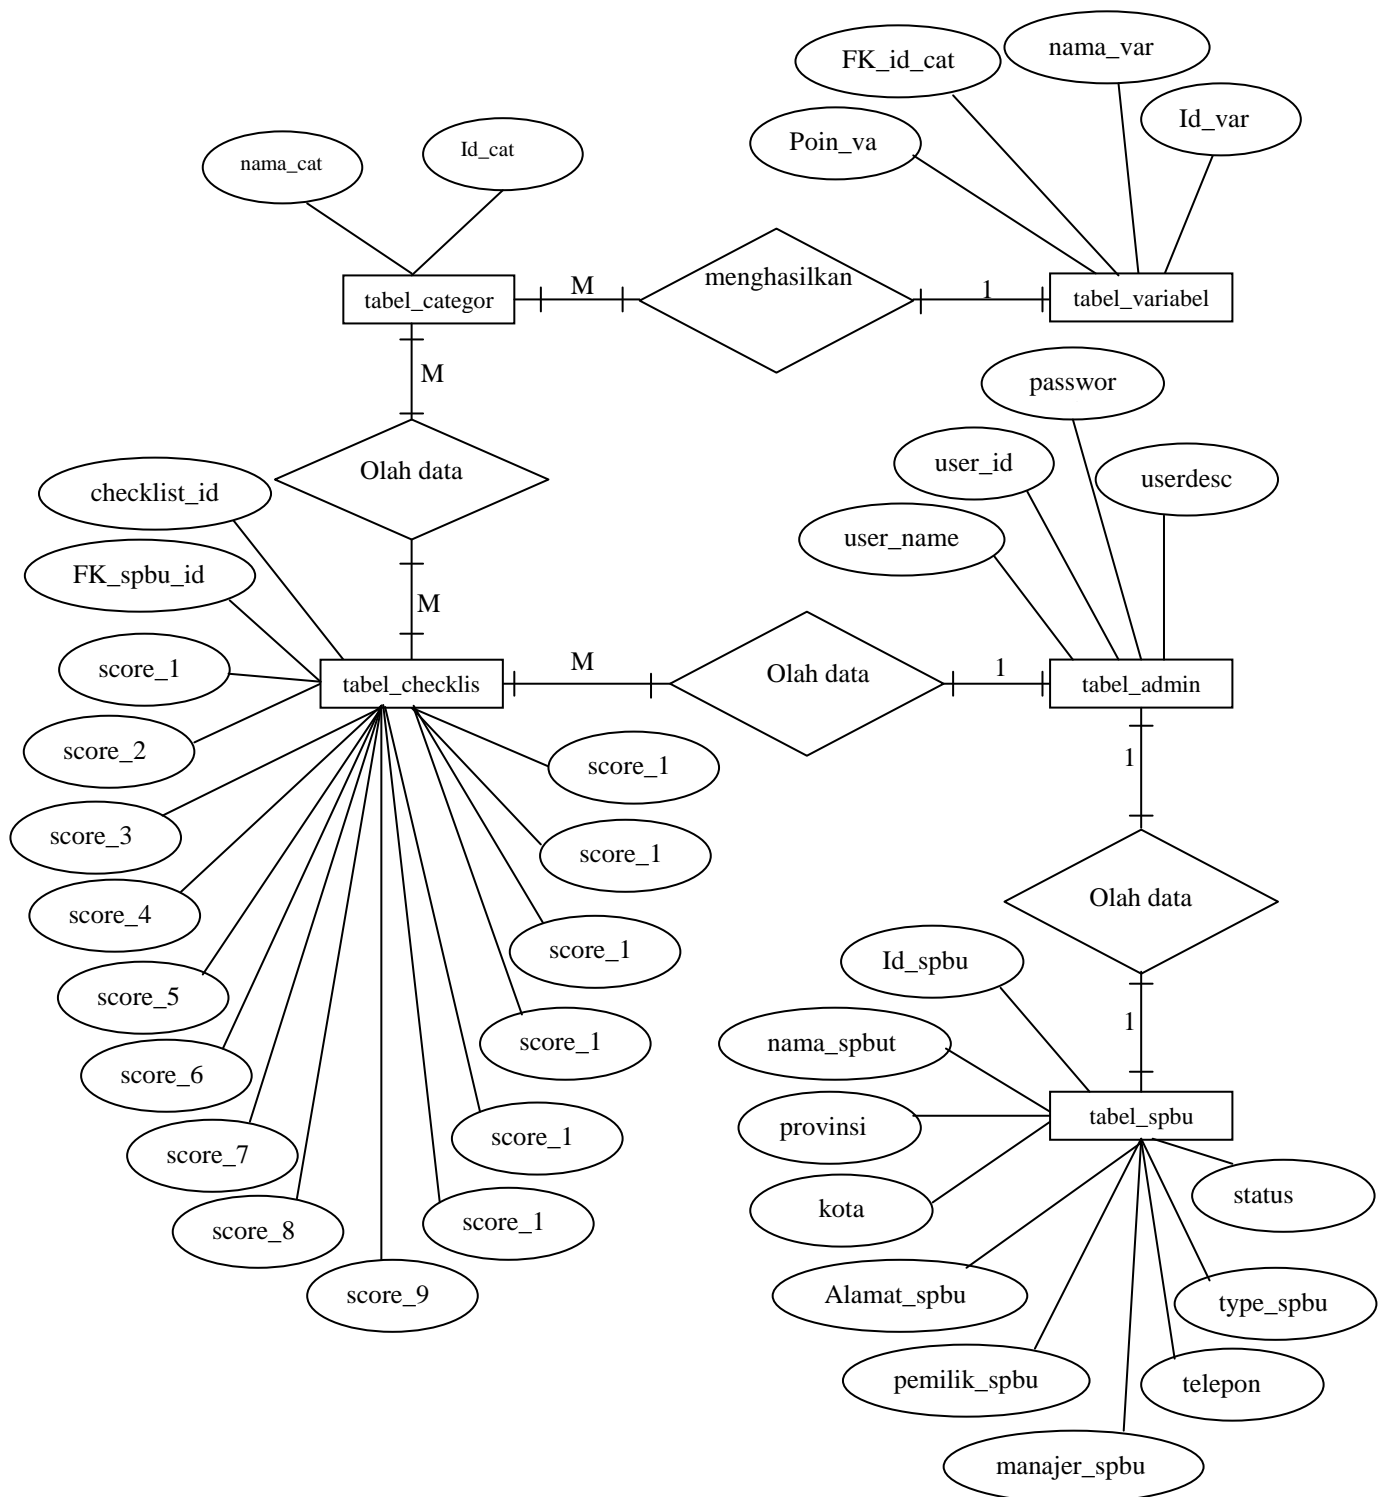 nama_var
FK_id_cat
Id_var
Poin_va
Id_cat
nama_cat
menghasilkan
M
1
tabel_categor
tabel_variabel
M
passwor
Olah data
user_id
userdesc
checklist_id
user_name
FK_spbu_id
M
score_1
M
Olah data
1
tabel_checklis
tabel_admin
score_2
score_1
1
score_3
score_1
Olah data
score_4
score_1
Id_spbu
score_5
1
score_1
nama_spbut
score_6
tabel_spbu
provinsi
score_1
score_7
status
kota
score_1
score_8
score_9
Alamat_spbu
type_spbu
pemilik_spbu
telepon
manajer_spbu